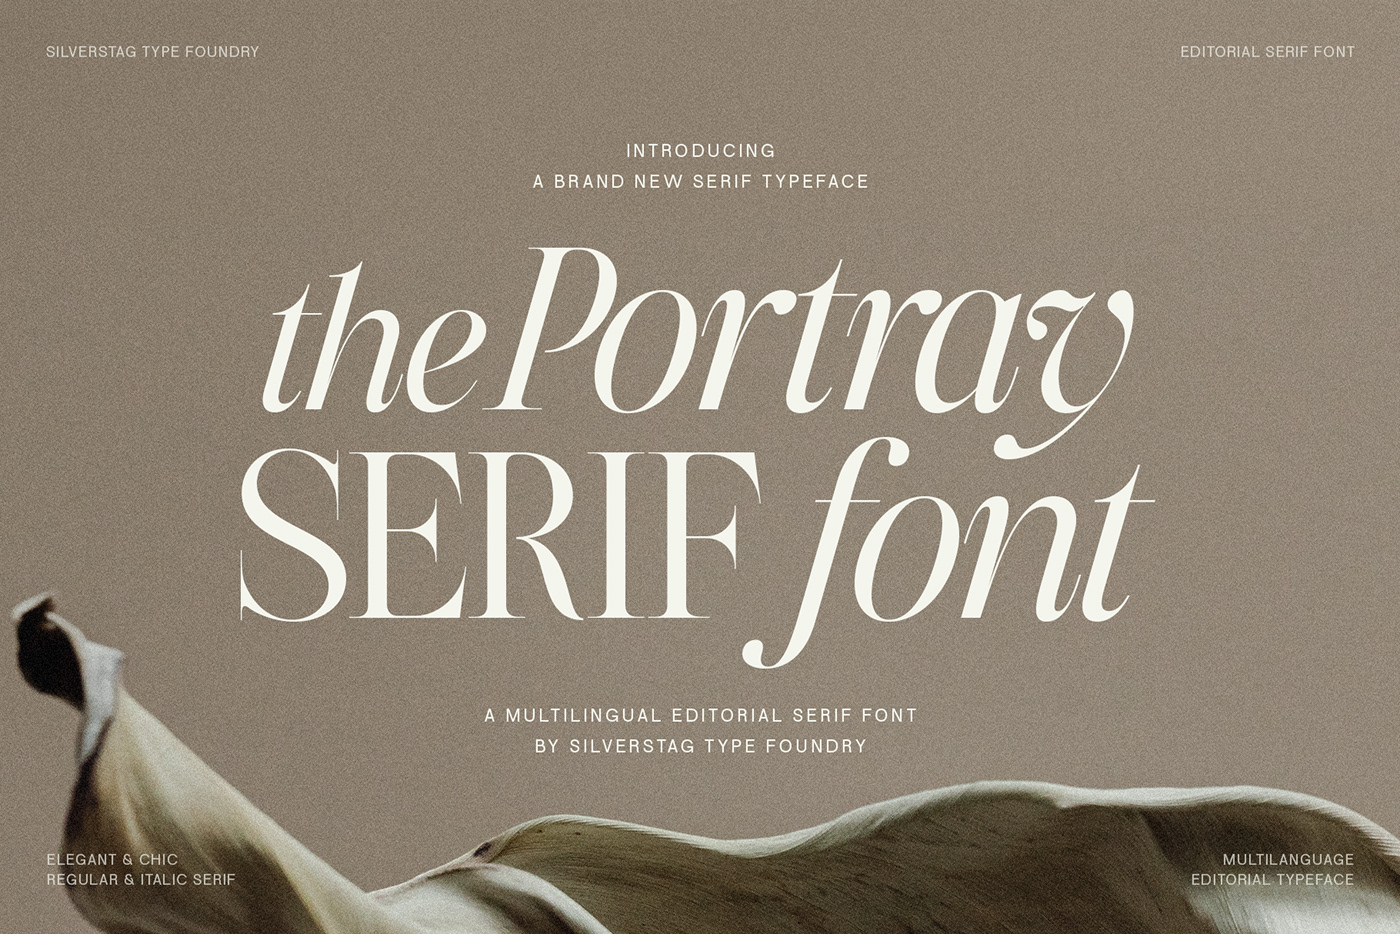 SILVERSTAG TYPE FOUNDRY
EDITORIAL SERIF FONT
INTRODUCING
A BRAND NEW SERIF TYPEFACE
the Portray
SERIF font
A MULTILINGUAL EDITORIAL SERIF FONT
BY SILVERSTAG TYPE FOUNDRY
ELEGANT & CHIC
REGULAR & ITALIC SERIF
MULTILANGUAGE
EDITORIAL TYPEFACE